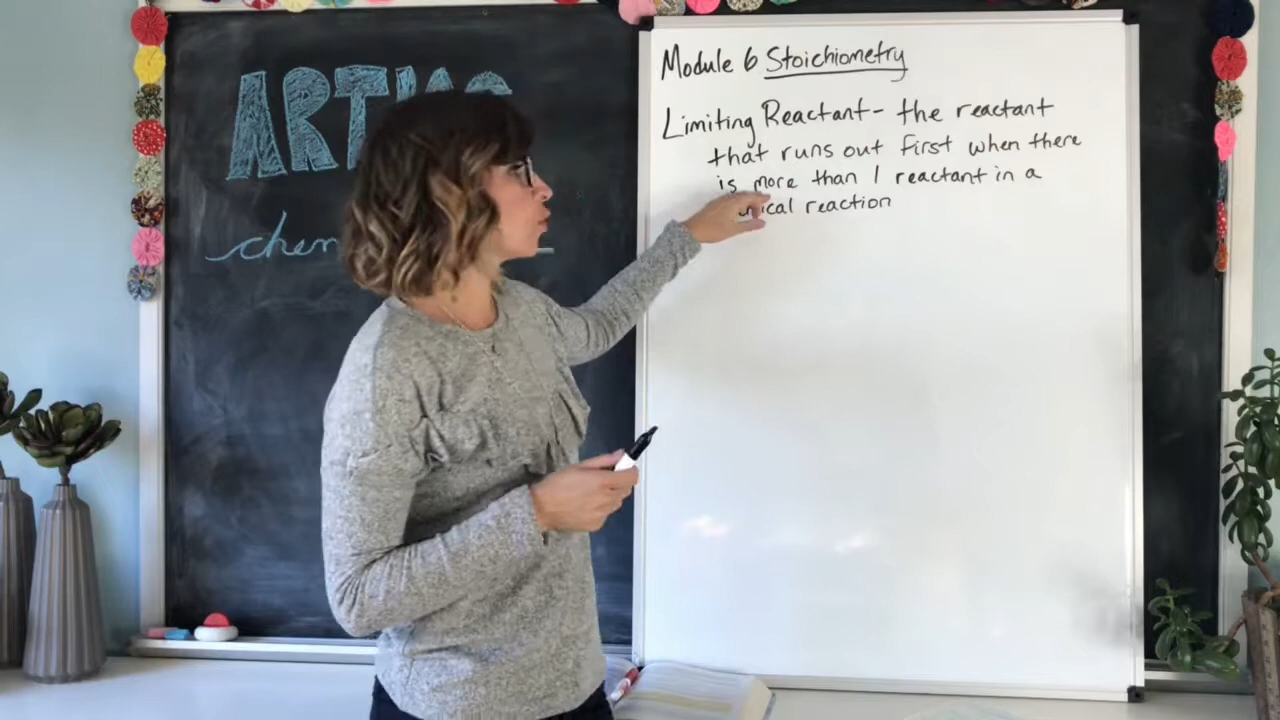 Module 6 Stoichiometry
Limiting Reactant- the reactant
that runs out first when there
is more than 1 reactant in a
reaction